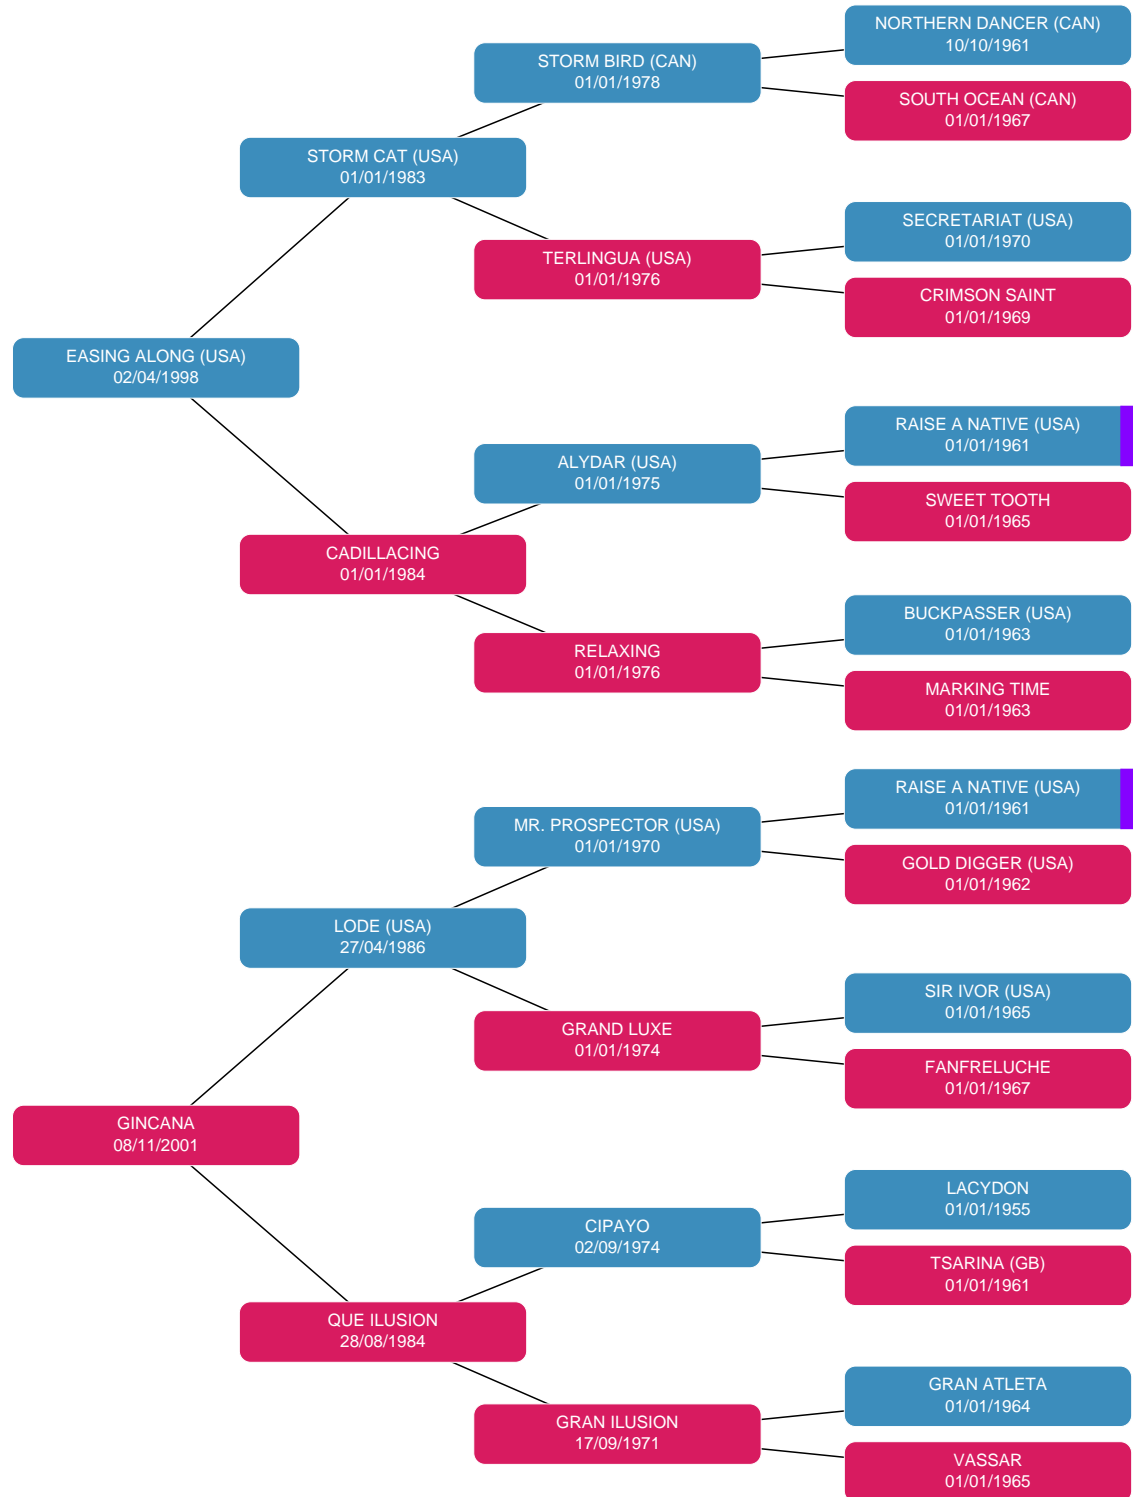 NORTHERN DANCER (CAN)
10/10/1961
STORM BIRD (CAN)
01/01/1978
SOUTH OCEAN (CAN)
01/01/1967
STORM CAT (USA)
01/01/1983
SECRETARIAT (USA)
01/01/1970
TERLINGUA (USA)
01/01/1976
CRIMSON SAINT
01/01/1969
EASING ALONG (USA)
02/04/1998
RAISE A NATIVE (USA)
01/01/1961
ALYDAR (USA)
01/01/1975
SWEET TOOTH
01/01/1965
CADILLACING
01/01/1984
BUCKPASSER (USA)
01/01/1963
RELAXING
01/01/1976
MARKING TIME
01/01/1963
RAISE A NATIVE (USA)
01/01/1961
MR. PROSPECTOR (USA)
01/01/1970
GOLD DIGGER (USA)
01/01/1962
LODE (USA)
27/04/1986
SIR IVOR (USA)
01/01/1965
GRAND LUXE
01/01/1974
FANFRELUCHE
01/01/1967
GINCANA
08/11/2001
LACYDON
01/01/1955
CIPAYO
02/09/1974
TSARINA (GB)
01/01/1961
QUE ILUSION
28/08/1984
GRAN ATLETA
01/01/1964
GRAN ILUSION
17/09/1971
VASSAR
01/01/1965